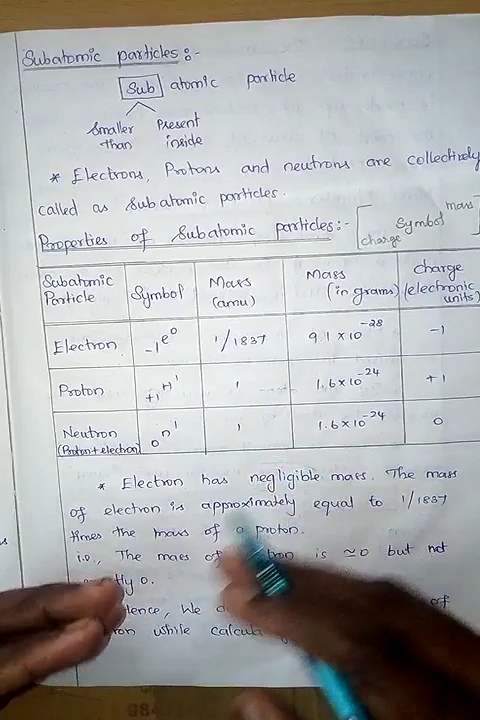 Subatomic particles :-
Sub atomic particle
Smaller than Present inside
* Electrons, Protons and neutrons are collectively
called as subatomic particles.
Properties of Subatomic particles:- [charge Symbol mass]
Subatomic Particle Symbol Mass (amu) Mass (in grams) Charge (electronic units)
Electron ₋₁e⁰ 1/1837 9.1 × 10⁻²⁸ -1
Proton ₊₁H¹ 1 1.6 × 10⁻²⁴ +1
Neutron (Proton + electron) ₀n¹ 1 1.6 × 10⁻²⁴ 0
* Electron has negligible mass. The mass
of electron is approximately equal to 1/1837
times the mass of a proton.
i.e., The mass of is ≃0 but not
0.
We of
while
984